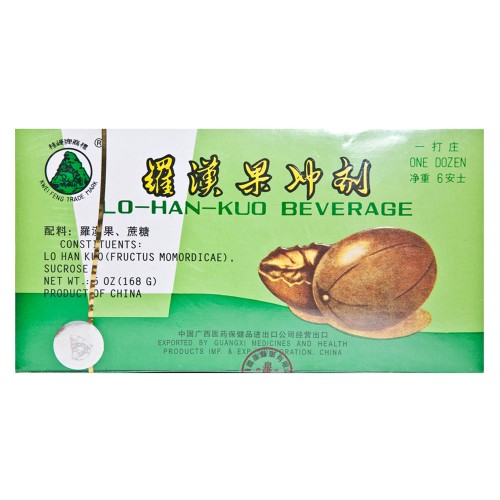 桂峰牌商標
®
KWEI FENG TRADE MARK
羅漢果冲剂
LO-HAN-KUO BEVERAGE
一打庄
ONE DOZEN
净重 6安士
配料: 羅漢果、蔗糖
CONSTITUENTS:
LO HAN KUO(FRUCTUS MOMORDICAE),
SUCROSE
NET WT.: 6 OZ (168 G)
PRODUCT OF CHINA
中国广西医药保健品进出口公司经营出口
EXPORTED BY GUANGXI MEDICINES AND HEALTH
PRODUCTS IMP. & EXP. CORPORATION, CHINA